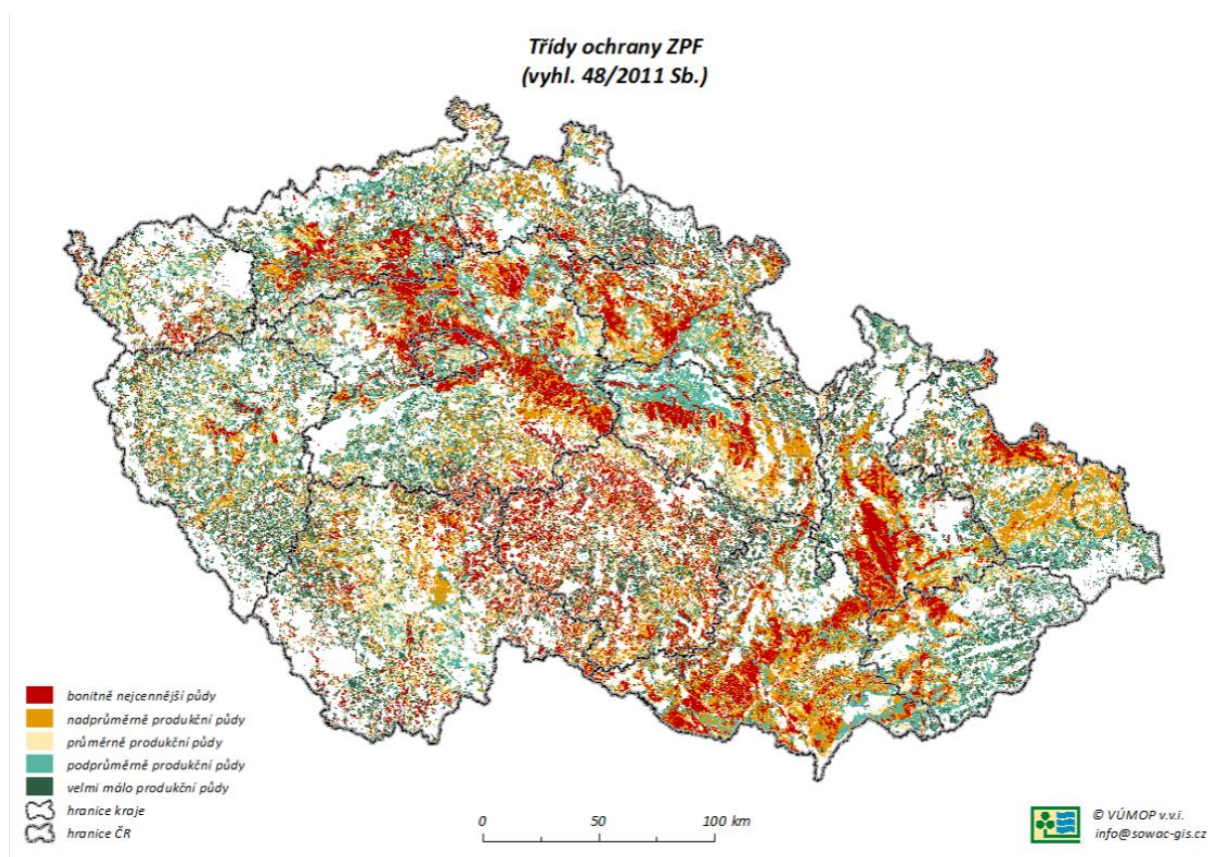 Třídy ochrany ZPF
(vyhl. 48/2011 Sb.)
bonitně nejcennější půdy
nadprůměrně produkční půdy
průměrně produkční půdy
podprůměrně produkční půdy
velmi málo produkční půdy
hranice kraje
hranice ČR
0 50 100 km
© VÚMOP v.v.i.
info@sowac-gis.cz